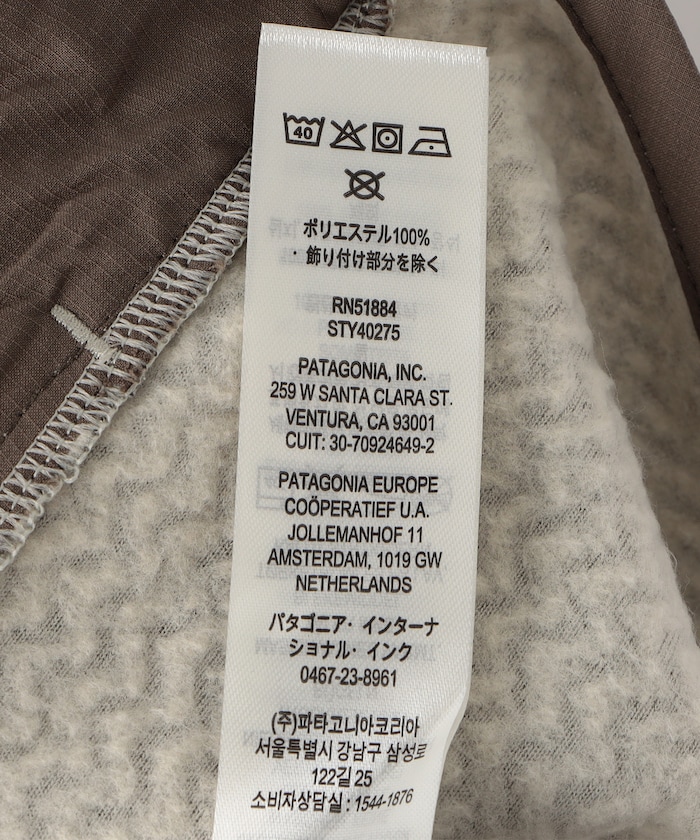 40
ポリエステル100%
・飾り付け部分を除く
RN51884
STY40275
PATAGONIA, INC.
259 W SANTA CLARA ST.
VENTURA, CA 93001
CUIT: 30-70924649-2
PATAGONIA EUROPE
COÖPERATIEF U.A.
JOLLEMANHOF 11
AMSTERDAM, 1019 GW
NETHERLANDS
パタゴニア・インターナ
ショナル・インク
0467-23-8961
(주)파타고니아코리아
서울특별시 강남구 삼성로
122길 25
소비자상담실 : 1544-1876